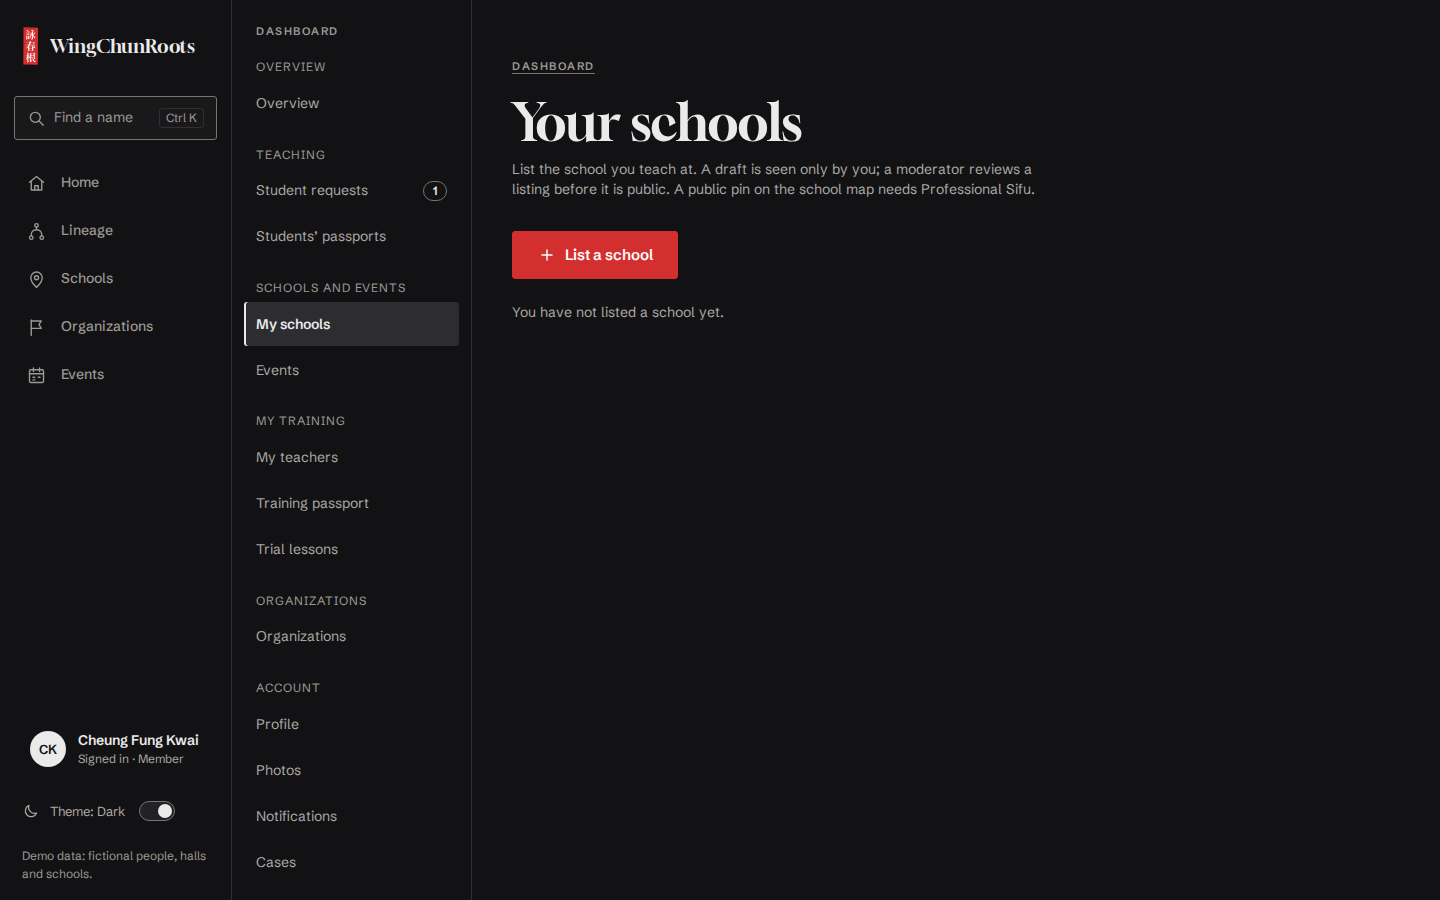 詠春根
WingChunRoots
Find a name
Ctrl K
Home
Lineage
Schools
Organizations
Events
CK
Cheung Fung Kwai
Signed in · Member
Theme: Dark
Demo data: fictional people, halls
and schools.
DASHBOARD
OVERVIEW
Overview
TEACHING
Student requests
1
Students’ passports
SCHOOLS AND EVENTS
My schools
Events
MY TRAINING
My teachers
Training passport
Trial lessons
ORGANIZATIONS
Organizations
ACCOUNT
Profile
Photos
Notifications
Cases
DASHBOARD
Your schools
List the school you teach at. A draft is seen only by you; a moderator reviews a
listing before it is public. A public pin on the school map needs Professional Sifu.
List a school
You have not listed a school yet.